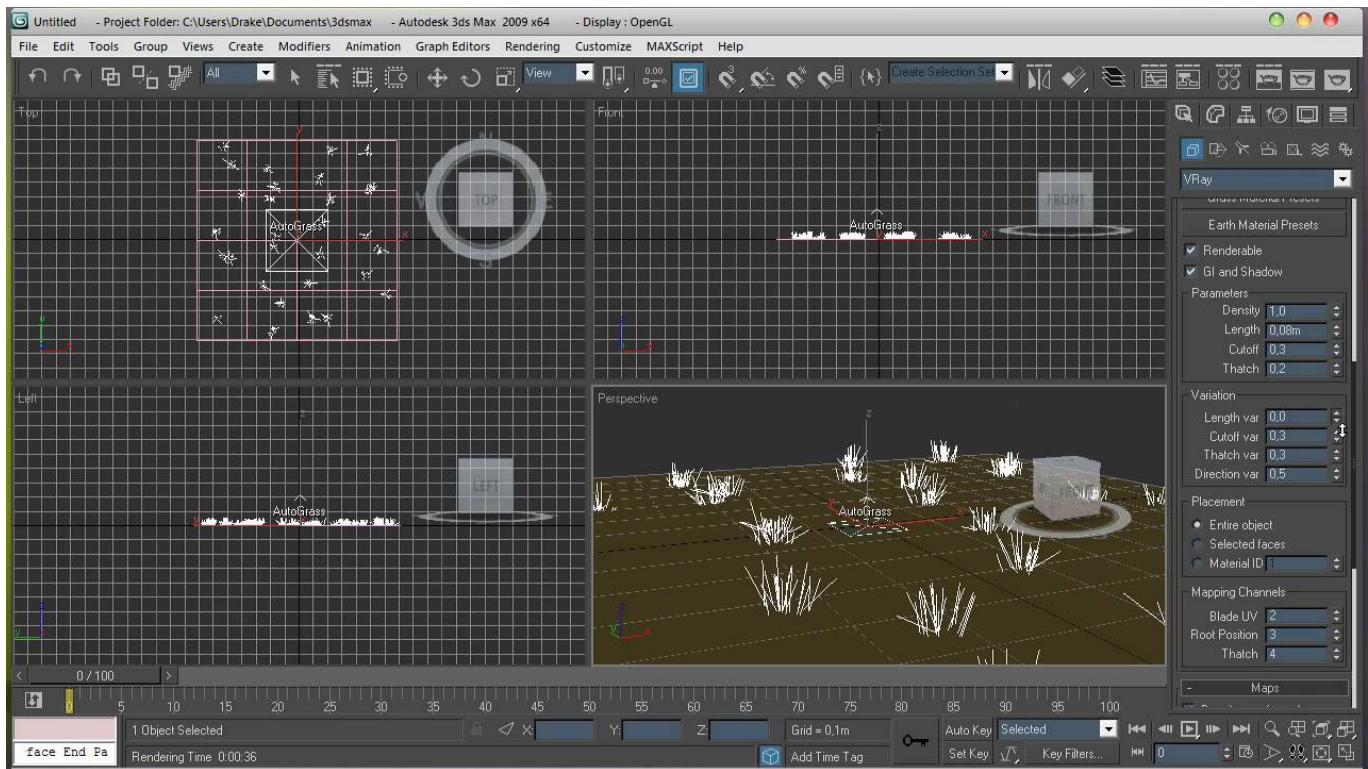 Untitled - Project Folder: C:\Users\Drake\Documents\3dsmax - Autodesk 3ds Max 2009 x64 - Display : OpenGL
File Edit Tools Group Views Create Modifiers Animation Graph Editors Rendering Customize MAXScript Help
All View Create Selection Set
Top
TOP
N
E
S
AutoGrass
y
x
Front
FRONT
AutoGrass
z
x
VRay
Grass Material Presets
Earth Material Presets
Renderable
GI and Shadow
Parameters
Density 1,0
Length 0,08m
Cutoff 0,3
Thatch 0,2
Left
LEFT
AutoGrass
z
y
Perspective
FRONT
AutoGrass
z
x
Variation
Length var 0,0
Cutoff var 0,3
Thatch var 0,3
Direction var 0,5
Placement
Entire object
Selected faces
Material ID 1
Mapping Channels
Blade UV 2
Root Position 3
Thatch 4
- Maps
< 0 / 100 >
0 5 10 15 20 25 30 35 40 45 50 55 60 65 70 75 80 85 90 95 100
1 Object Selected X: Y: Z: Grid = 0,1m Auto Key Selected
face End Pa Rendering Time 0:00:36 Add Time Tag Set Key Key Filters... 0